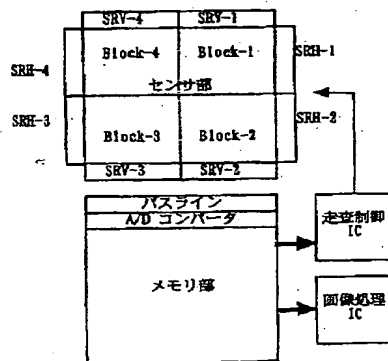 SRV-4 SRV-1
Block-4 Block-1
SRH-4 SRH-1
センサ部
SRH-3 SRH-2
Block-3 Block-2
SRV-3 SRV-2
バスライン
A/D コンバータ
メモリ部
走査制御
IC
画像処理
IC